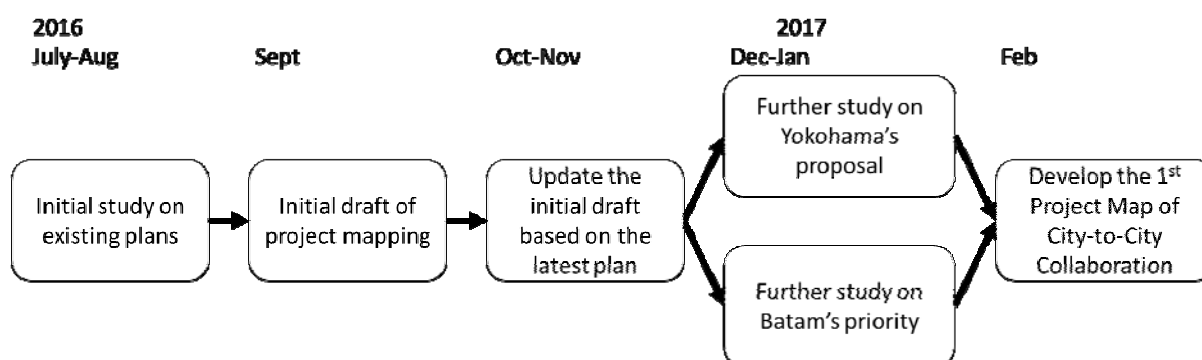 2016
2017
July-Aug
Sept
Oct-Nov
Dec-Jan
Feb
Initial study on
existing plans
Initial draft of
project mapping
Update the
initial draft
based on the
latest plan
Further study on
Yokohama's
proposal
Further study on
Batam's priority
Develop the 1st
Project Map of
City-to-City
Collaboration